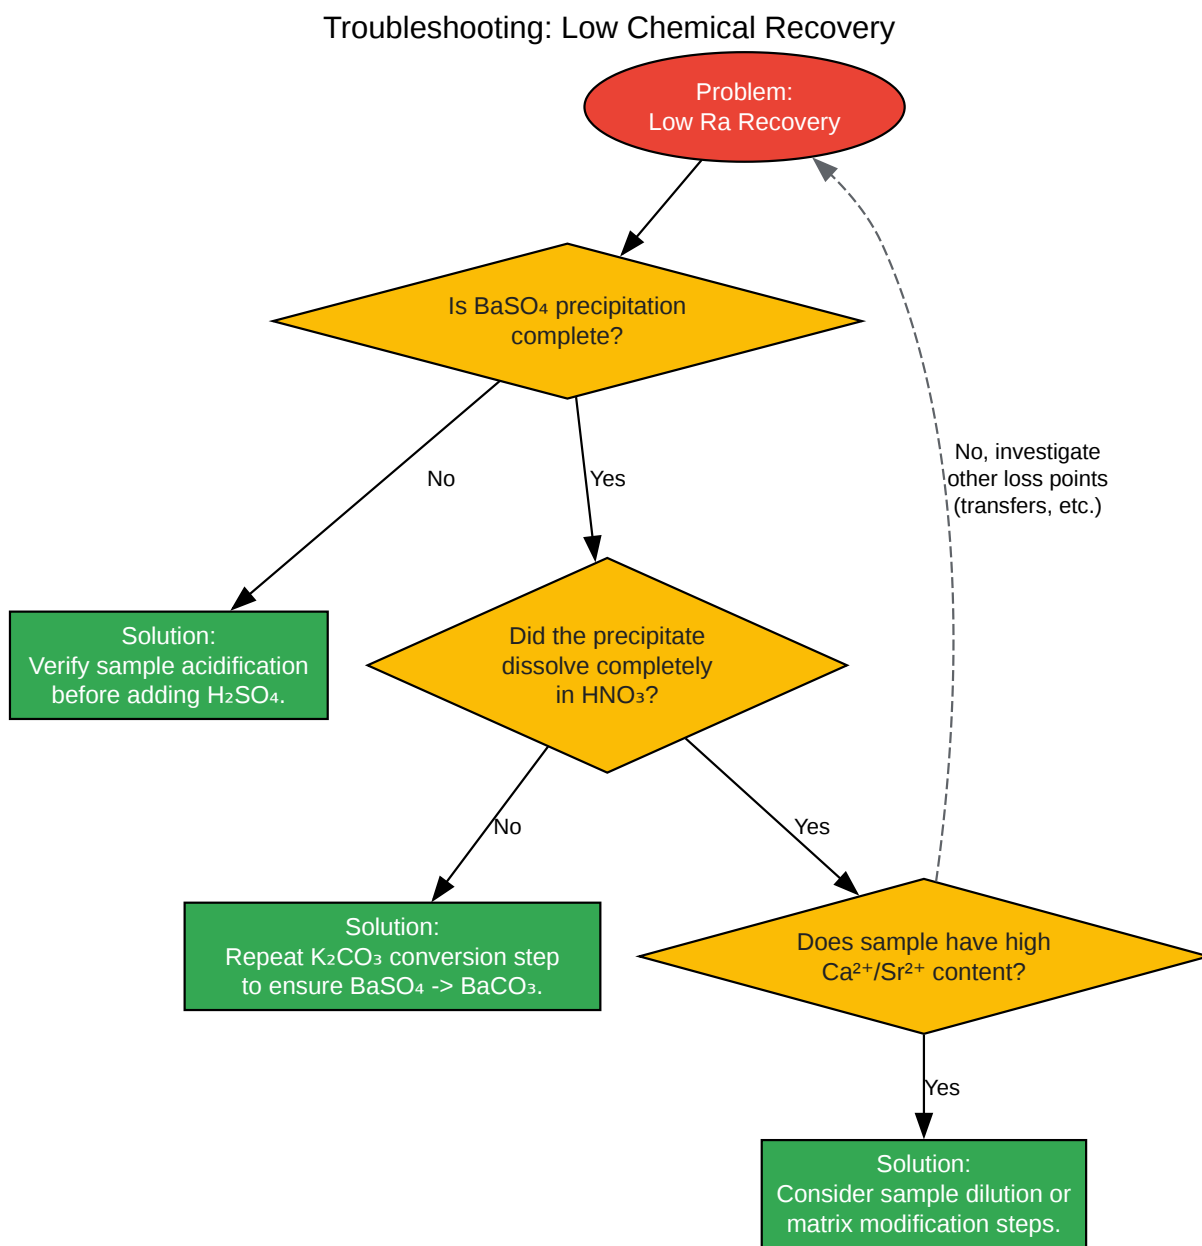 Troubleshooting: Low Chemical Recovery
Problem:
Low Ra Recovery
Is BaSO₄ precipitation
complete?
No
Yes
No, investigate
other loss points
(transfers, etc.)
Solution:
Verify sample acidification
before adding H₂SO₄.
Did the precipitate
dissolve completely
in HNO₃?
No
Yes
Solution:
Repeat K₂CO₃ conversion step
to ensure BaSO₄ -> BaCO₃.
Does sample have high
Ca²⁺/Sr²⁺ content?
Yes
Solution:
Consider sample dilution or
matrix modification steps.